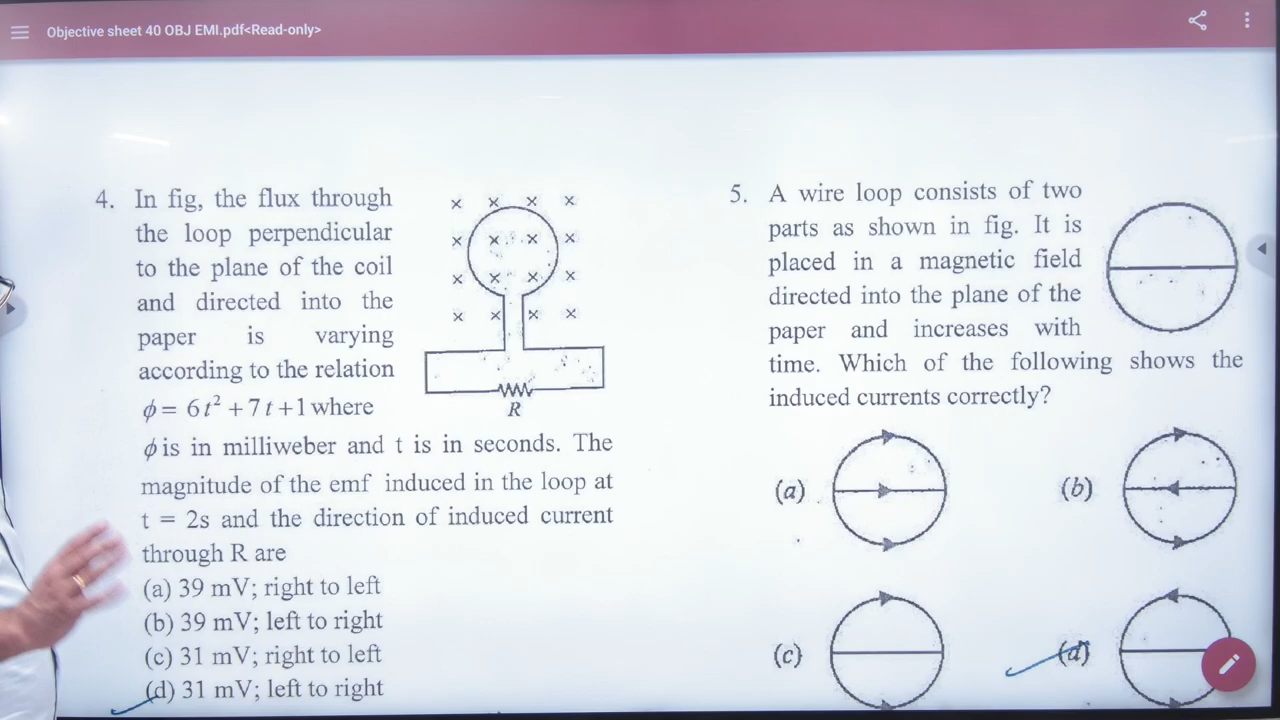 Objective sheet 40 OBJ EMI.pdf<Read-only>
4. In fig, the flux through
the loop perpendicular
to the plane of the coil
and directed into the
paper is varying
according to the relation
ϕ = 6t² + 7t + 1 where
ϕ is in milliweber and t is in seconds. The
magnitude of the emf induced in the loop at
t = 2s and the direction of induced current
through R are
(a) 39 mV; right to left
(b) 39 mV; left to right
(c) 31 mV; right to left
(d) 31 mV; left to right
R
5. A wire loop consists of two
parts as shown in fig. It is
placed in a magnetic field
directed into the plane of the
paper and increases with
time. Which of the following shows the
induced currents correctly?
(a)
(b)
(c)
(d)